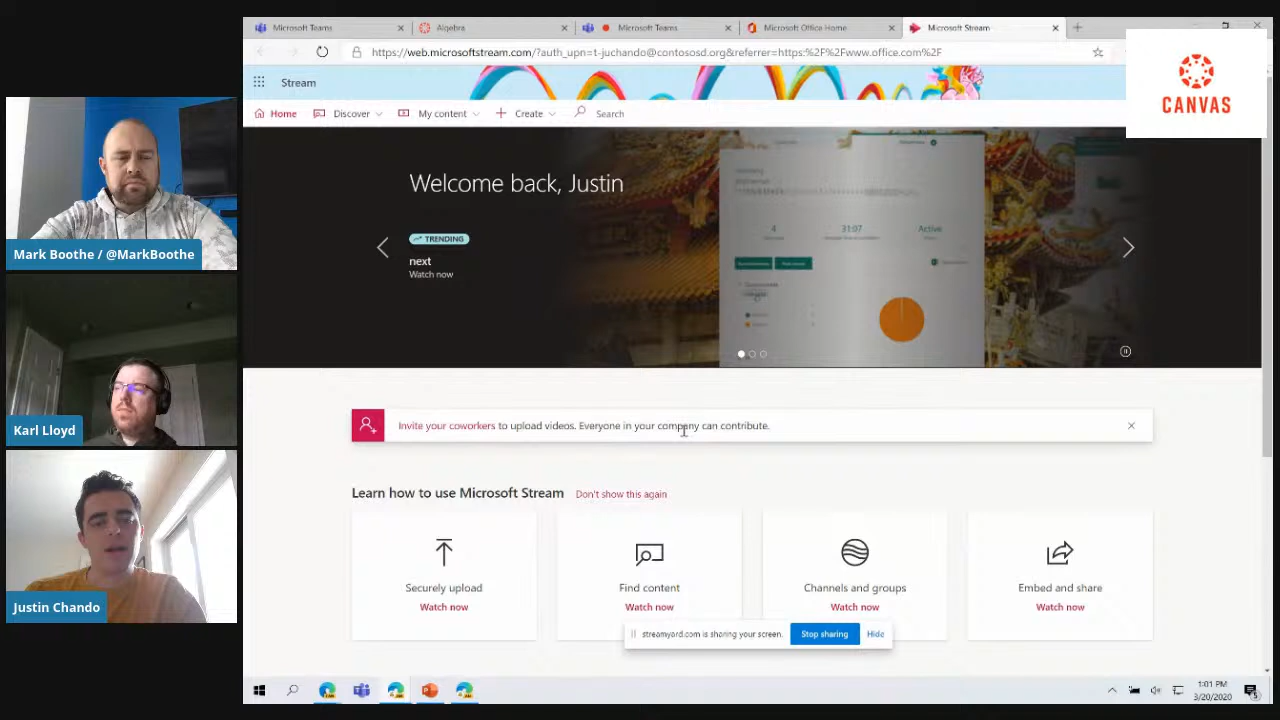 Microsoft Teams
Algebra
Microsoft Teams
Microsoft Office Home
Microsoft Stream
https://web.microsoftstream.com/?auth_upn=t-juchando@contososd.org&referrer=https:%2F%2Fwww.office.com%2F
Stream
CANVAS
Home
Discover
My content
Create
Search
Welcome back, Justin
TRENDING
next
Watch now
4
31:07
Active
Mark Boothe / @MarkBoothe
Karl Lloyd
Justin Chando
Invite your coworkers to upload videos. Everyone in your company can contribute.
Learn how to use Microsoft Stream
Don't show this again
Securely upload
Watch now
Find content
Watch now
Channels and groups
Watch now
Embed and share
Watch now
streamyard.com is sharing your screen.
Stop sharing
Hide
1:01 PM
3/20/2020